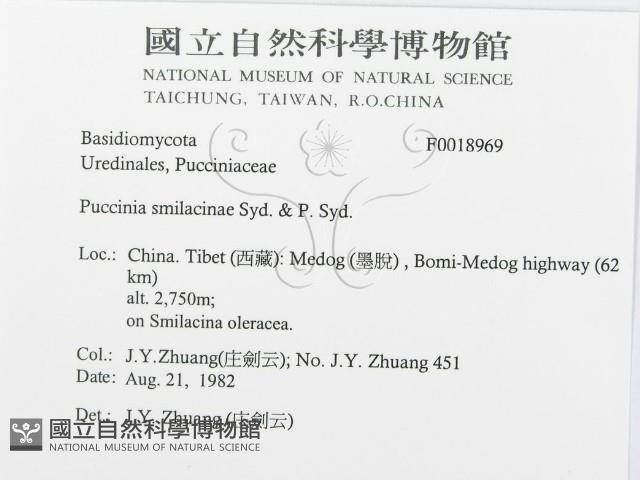 國立自然科學博物館
NATIONAL MUSEUM OF NATURAL SCIENCE
TAICHUNG, TAIWAN, R.O.CHINA
Basidiomycota F0018969
Uredinales, Pucciniaceae
Puccinia smilacinae Syd. & P. Syd.
Loc.: China. Tibet (西藏): Medog (墨脫) , Bomi-Medog highway (62
km)
alt. 2,750m;
on Smilacina oleracea.
Col.: J.Y.Zhuang(庄劍云); No. J.Y. Zhuang 451
Date: Aug. 21, 1982
Det.: J.Y. Zhuang (庄劍云)
國立自然科學博物館
NATIONAL MUSEUM OF NATURAL SCIENCE